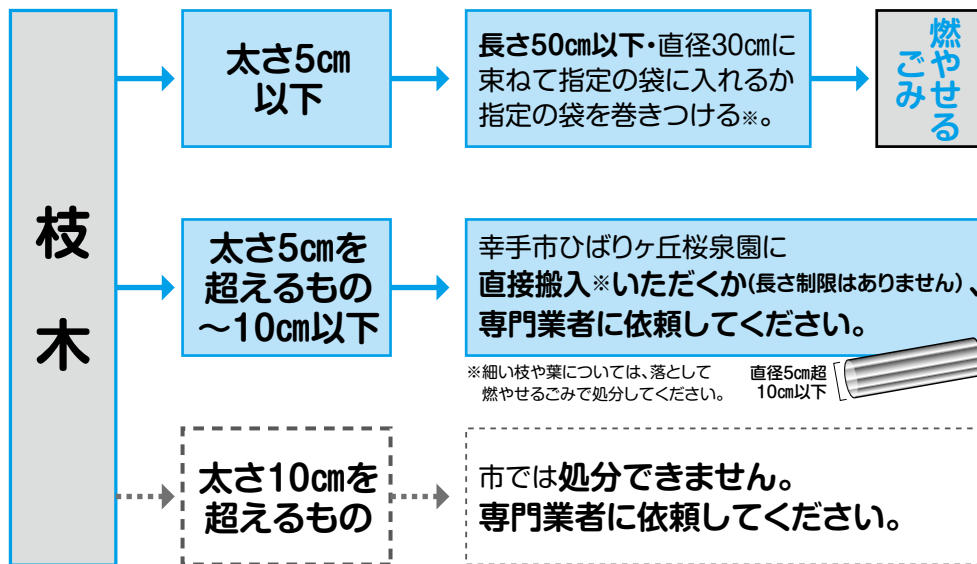 枝木
太さ5cm
以下
長さ50cm以下・直径30cmに
束ねて指定の袋に入れるか
指定の袋を巻きつける※。
燃やせる
ごみ
太さ5cmを
超えるもの
～10cm以下
幸手市ひばりヶ丘桜泉園に
直接搬入※いただくか(長さ制限はありません)、
専門業者に依頼してください。
※細い枝や葉については、落として
燃やせるごみで処分してください。
直径5cm超
10cm以下
太さ10cmを
超えるもの
市では処分できません。
専門業者に依頼してください。